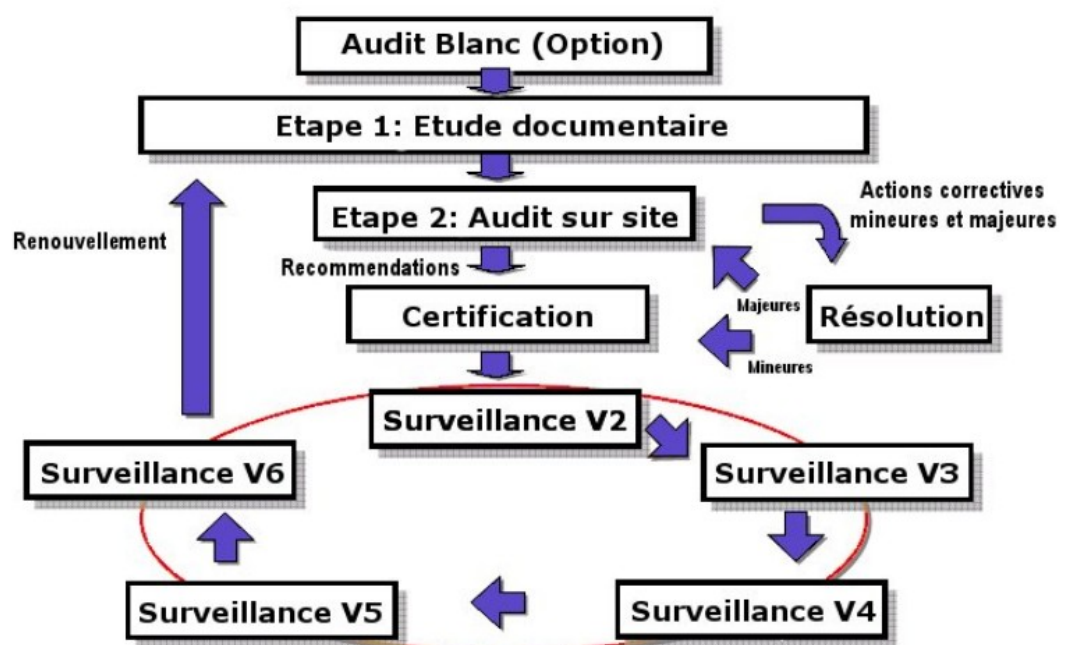 Audit Blanc (Option)
Etape 1: Etude documentaire
Etape 2: Audit sur site
Actions correctives
mineures et majeures
Renouvellement
Recommendations
Certification
Majeures
Résolution
Mineures
Surveillance V2
Surveillance V6
Surveillance V3
Surveillance V5
Surveillance V4